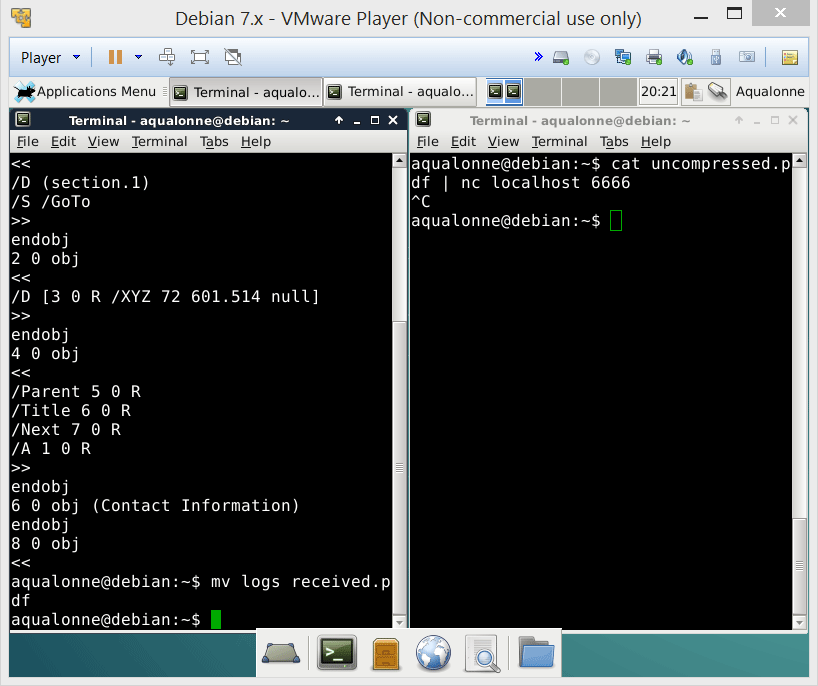 Debian 7.x - VMware Player (Non-commercial use only)
Player
Applications Menu
Terminal - aqualo...
Terminal - aqualo...
20:21
Aqualonne
Terminal - aqualonne@debian: ~
File Edit View Terminal Tabs Help
<<
/D (section.1)
/S /GoTo
>>
endobj
2 0 obj
<<
/D [3 0 R /XYZ 72 601.514 null]
>>
endobj
4 0 obj
<<
/Parent 5 0 R
/Title 6 0 R
/Next 7 0 R
/A 1 0 R
>>
endobj
6 0 obj (Contact Information)
endobj
8 0 obj
<<
aqualonne@debian:~$ mv logs received.p
df
aqualonne@debian:~$
Terminal - aqualonne@debian: ~
File Edit View Terminal Tabs Help
aqualonne@debian:~$ cat uncompressed.p
df | nc localhost 6666
^C
aqualonne@debian:~$